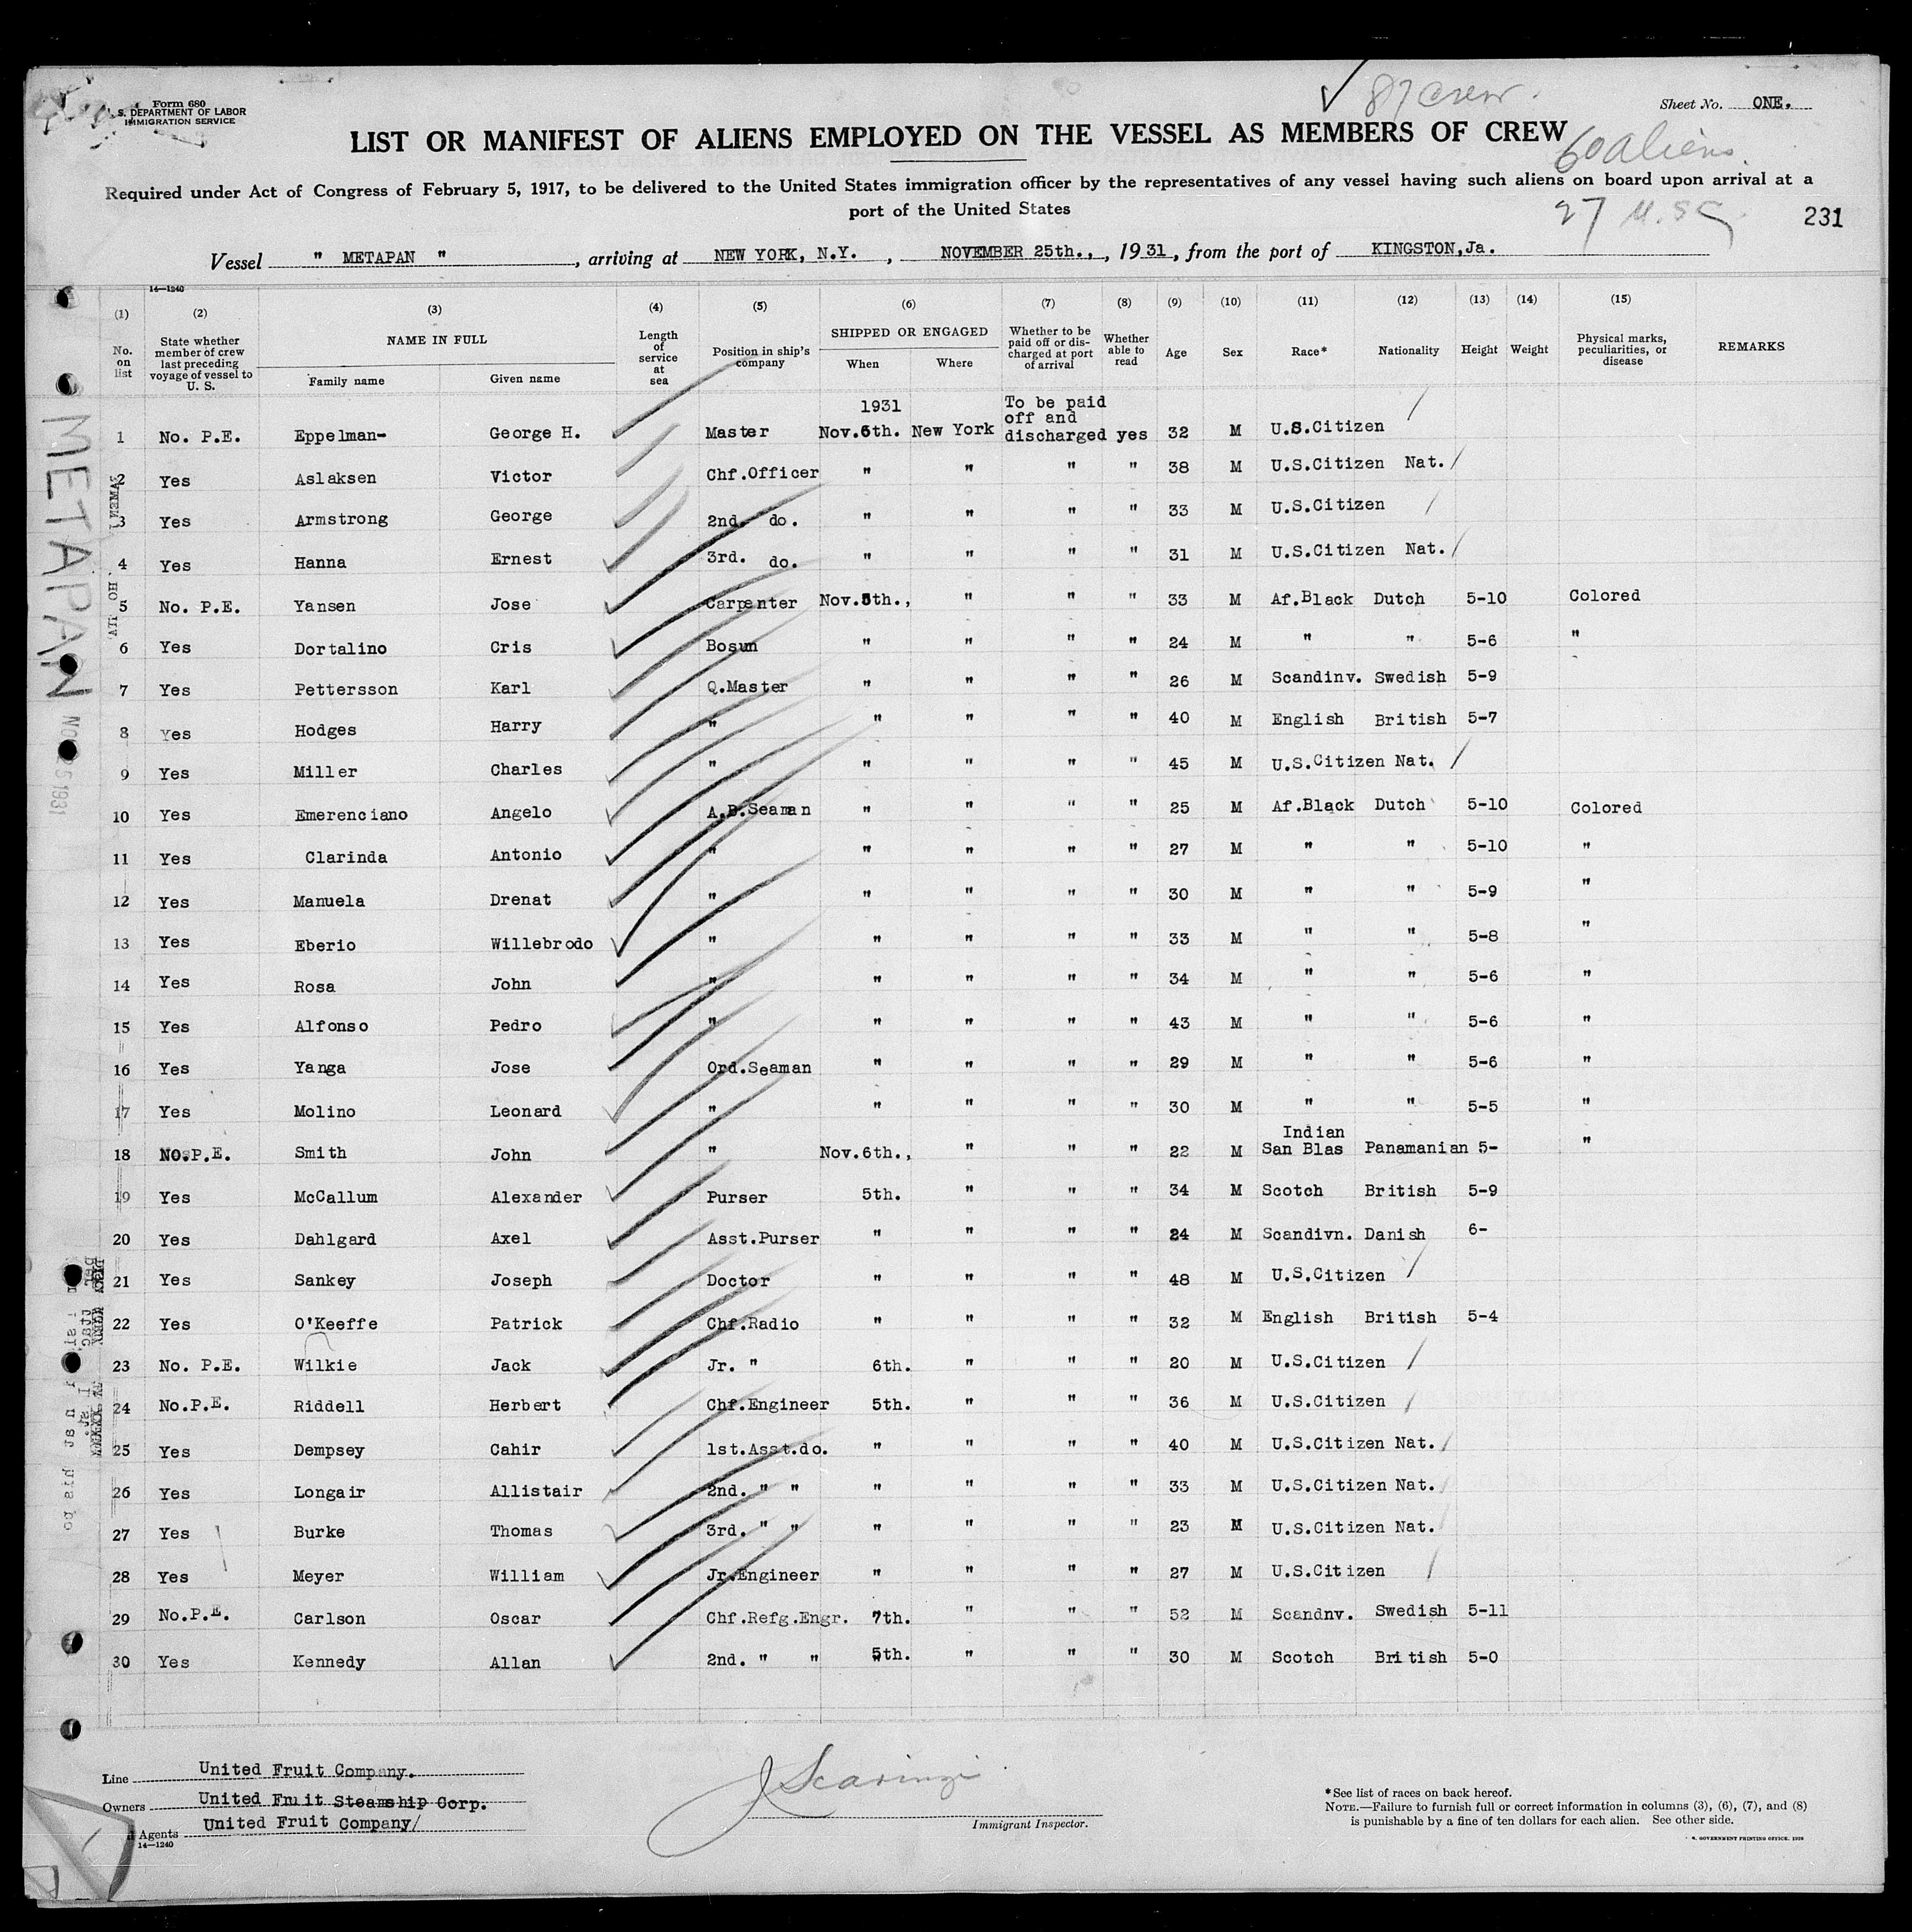 Form 680
U. S. DEPARTMENT OF LABOR
IMMIGRATION SERVICE
87 crew.
Sheet No. ONE.
LIST OR MANIFEST OF ALIENS EMPLOYED ON THE VESSEL AS MEMBERS OF CREW
60 aliens.
Required under Act of Congress of February 5, 1917, to be delivered to the United States immigration officer by the representatives of any vessel having such aliens on board upon arrival at a
port of the United States
27 U.S.C. 231
Vessel " METAPAN ", arriving at NEW YORK, N.Y., NOVEMBER 25th., 1931, from the port of KINGSTON,Ja.
14—1240
(1) (2) (3) (4) (5) (6) (7) (8) (9) (10) (11) (12) (13) (14) (15)
No. on list State whether member of crew last preceding voyage of vessel to U. S. NAME IN FULL Family name Given name Length of service at sea Position in ship's company SHIPPED OR ENGAGED When Where Whether to be paid off or discharged at port of arrival Whether able to read Age Sex Race* Nationality Height Weight Physical marks, peculiarities, or disease REMARKS
1931 To be paid off and
1 No. P.E. Eppelman- George H. Master Nov.6th. New York discharged yes 32 M U.S.Citizen /
2 Yes Aslaksen Victor Chf.Officer " " " " 38 M U.S.Citizen Nat. /
3 Yes Armstrong George 2nd. do. " " " " 33 M U.S.Citizen /
4 Yes Hanna Ernest 3rd. do. " " " " 31 M U.S.Citizen Nat. /
5 No. P.E. Yansen Jose Carpenter Nov.5th., " " " 33 M Af.Black Dutch 5-10 Colored
6 Yes Dortalino Cris Bosun " " " " 24 M " " 5-6 "
7 Yes Pettersson Karl Q.Master " " " " 26 M Scandinv. Swedish 5-9
8 Yes Hodges Harry " " " " " 40 M English British 5-7
9 Yes Miller Charles " " " " " 45 M U.S.Citizen Nat. /
10 Yes Emerenciano Angelo A.B.Seaman " " " " 25 M Af.Black Dutch 5-10 Colored
11 Yes Clarinda Antonio " " " " " 27 M " " 5-10 "
12 Yes Manuela Drenat " " " " " 30 M " " 5-9 "
13 Yes Eberio Willebrodo " " " " " 33 M " " 5-8 "
14 Yes Rosa John " " " " " 34 M " " 5-6 "
15 Yes Alfonso Pedro " " " " " 43 M " " 5-6 "
16 Yes Yanga Jose Ord.Seaman " " " " 29 M " " 5-6 "
17 Yes Molino Leonard " " " " " 30 M " " 5-5 "
Indian
18 NO.P.E. Smith John " Nov.6th., " " " 22 M San Blas Panamanian 5- "
19 Yes McCallum Alexander Purser 5th. " " " 34 M Scotch British 5-9
20 Yes Dahlgard Axel Asst.Purser " " " " 24 M Scandivn. Danish 6-
21 Yes Sankey Joseph Doctor " " " " 48 M U.S.Citizen /
22 Yes O'Keeffe Patrick Chf.Radio " " " " 32 M English British 5-4
23 No. P.E. Wilkie Jack Jr. " 6th. " " " 20 M U.S.Citizen /
24 No.P.E. Riddell Herbert Chf.Engineer 5th. " " " 36 M U.S.Citizen /
25 Yes Dempsey Cahir 1st.Asst.do. " " " " 40 M U.S.Citizen Nat. /
26 Yes Longair Allistair 2nd. " " " " " " 33 M U.S.Citizen Nat.
27 Yes Burke Thomas 3rd. " " " " " " 23 M U.S.Citizen Nat.
28 Yes Meyer William Jr.Engineer " " " " 27 M U.S.Citizen /
29 No.P.E. Carlson Oscar Chf.Refg.Engr. 7th. " " " 52 M Scandnv. Swedish 5-11
30 Yes Kennedy Allan 2nd. " " 5th. " " " 30 M Scotch British 5-0
METAPAN
NOV 25 1931
Line United Fruit Company.
Owners United Fruit Steamship Corp.
Agents United Fruit Company/
14—1240
J Scaringi
Immigrant Inspector.
*See list of races on back hereof.
NOTE.—Failure to furnish full or correct information in columns (3), (6), (7), and (8)
is punishable by a fine of ten dollars for each alien. See other side.
GOVERNMENT PRINTING OFFICE.